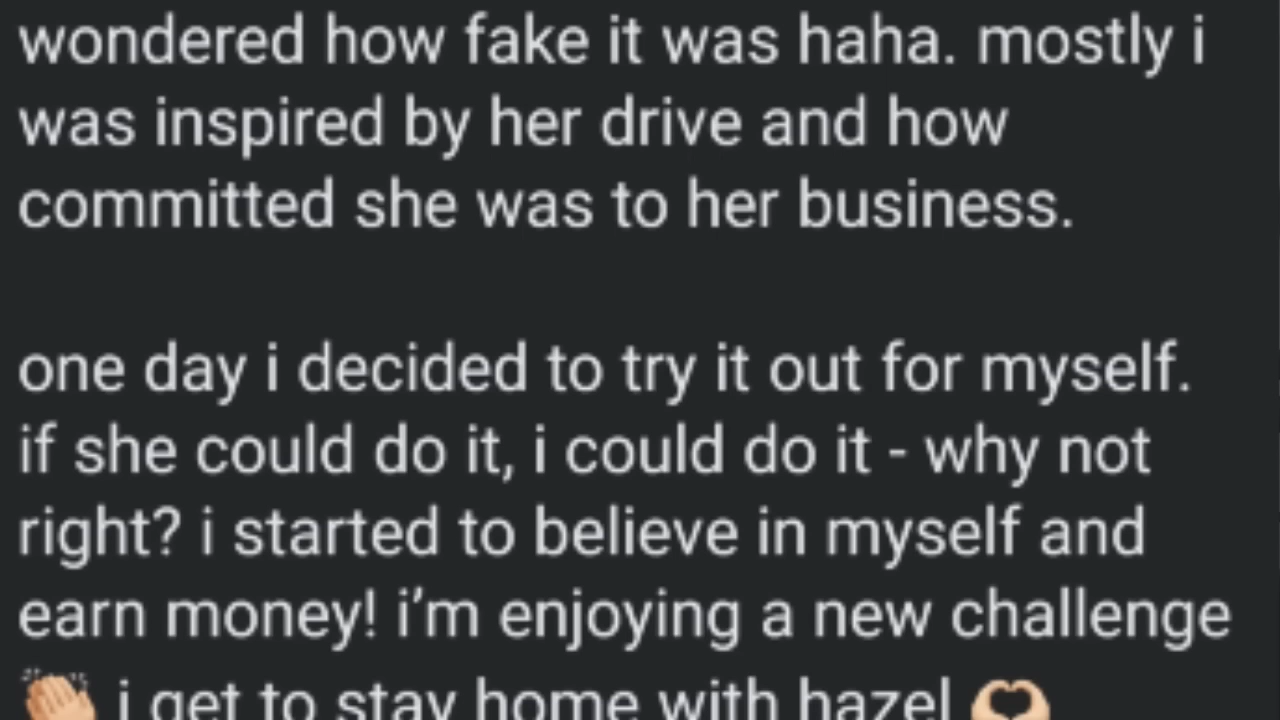 wondered how fake it was haha. mostly i
was inspired by her drive and how
committed she was to her business.
one day i decided to try it out for myself.
if she could do it, i could do it - why not
right? i started to believe in myself and
earn money! i’m enjoying a new challenge
👏🏼 i get to stay home with hazel 🫶🏼